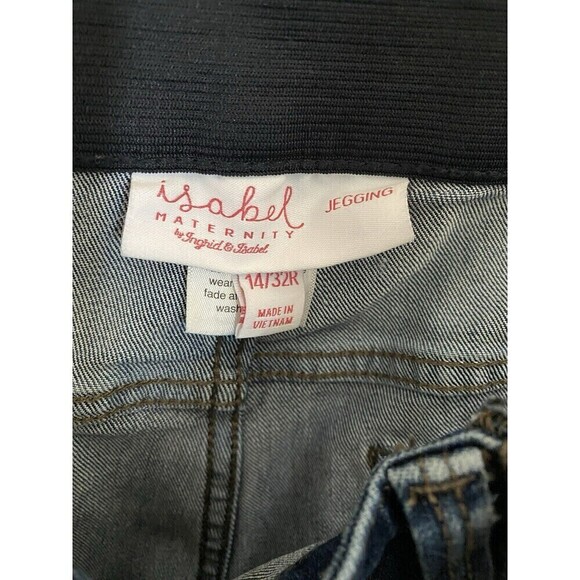 isabel
MATERNITY
by Ingrid & Isabel
JEGGING
wear
fade
wash
14/32R
MADE IN
VIETNAM